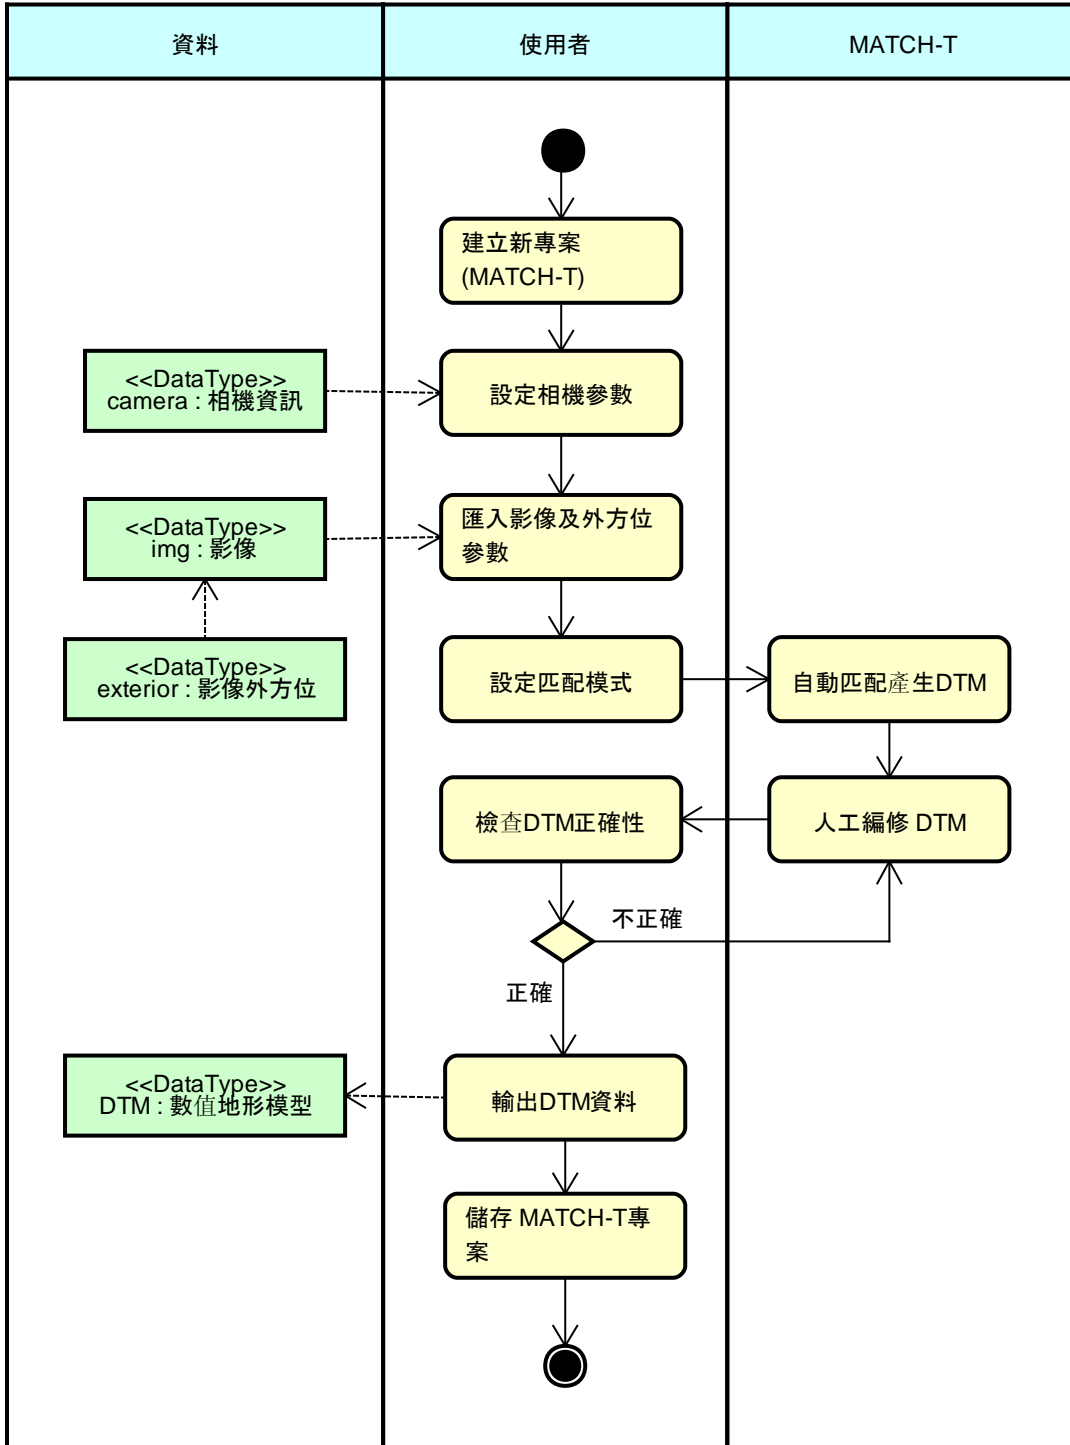 資料
使用者
MATCH-T
建立新專案
(MATCH-T)
<<DataType>>
camera : 相機資訊
設定相機參數
<<DataType>>
img : 影像
匯入影像及外方位
參數
<<DataType>>
exterior : 影像外方位
設定匹配模式
自動匹配產生DTM
檢查DTM正確性
人工編修 DTM
不正確
正確
<<DataType>>
DTM : 數值地形模型
輸出DTM資料
儲存 MATCH-T專
案